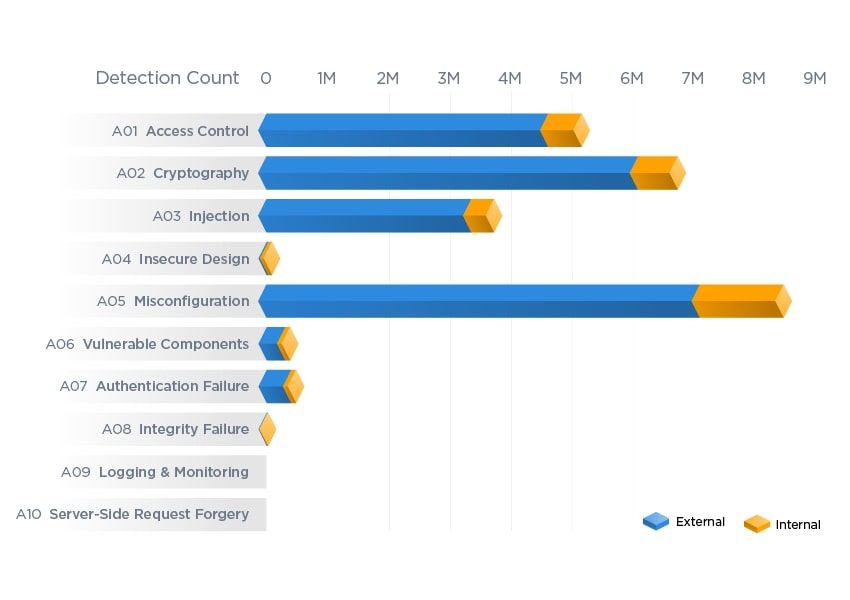 Detection Count 0 1M 2M 3M 4M 5M 6M 7M 8M 9M
A01 Access Control
A02 Cryptography
A03 Injection
A04 Insecure Design
A05 Misconfiguration
A06 Vulnerable Components
A07 Authentication Failure
A08 Integrity Failure
A09 Logging & Monitoring
A10 Server-Side Request Forgery
External Internal